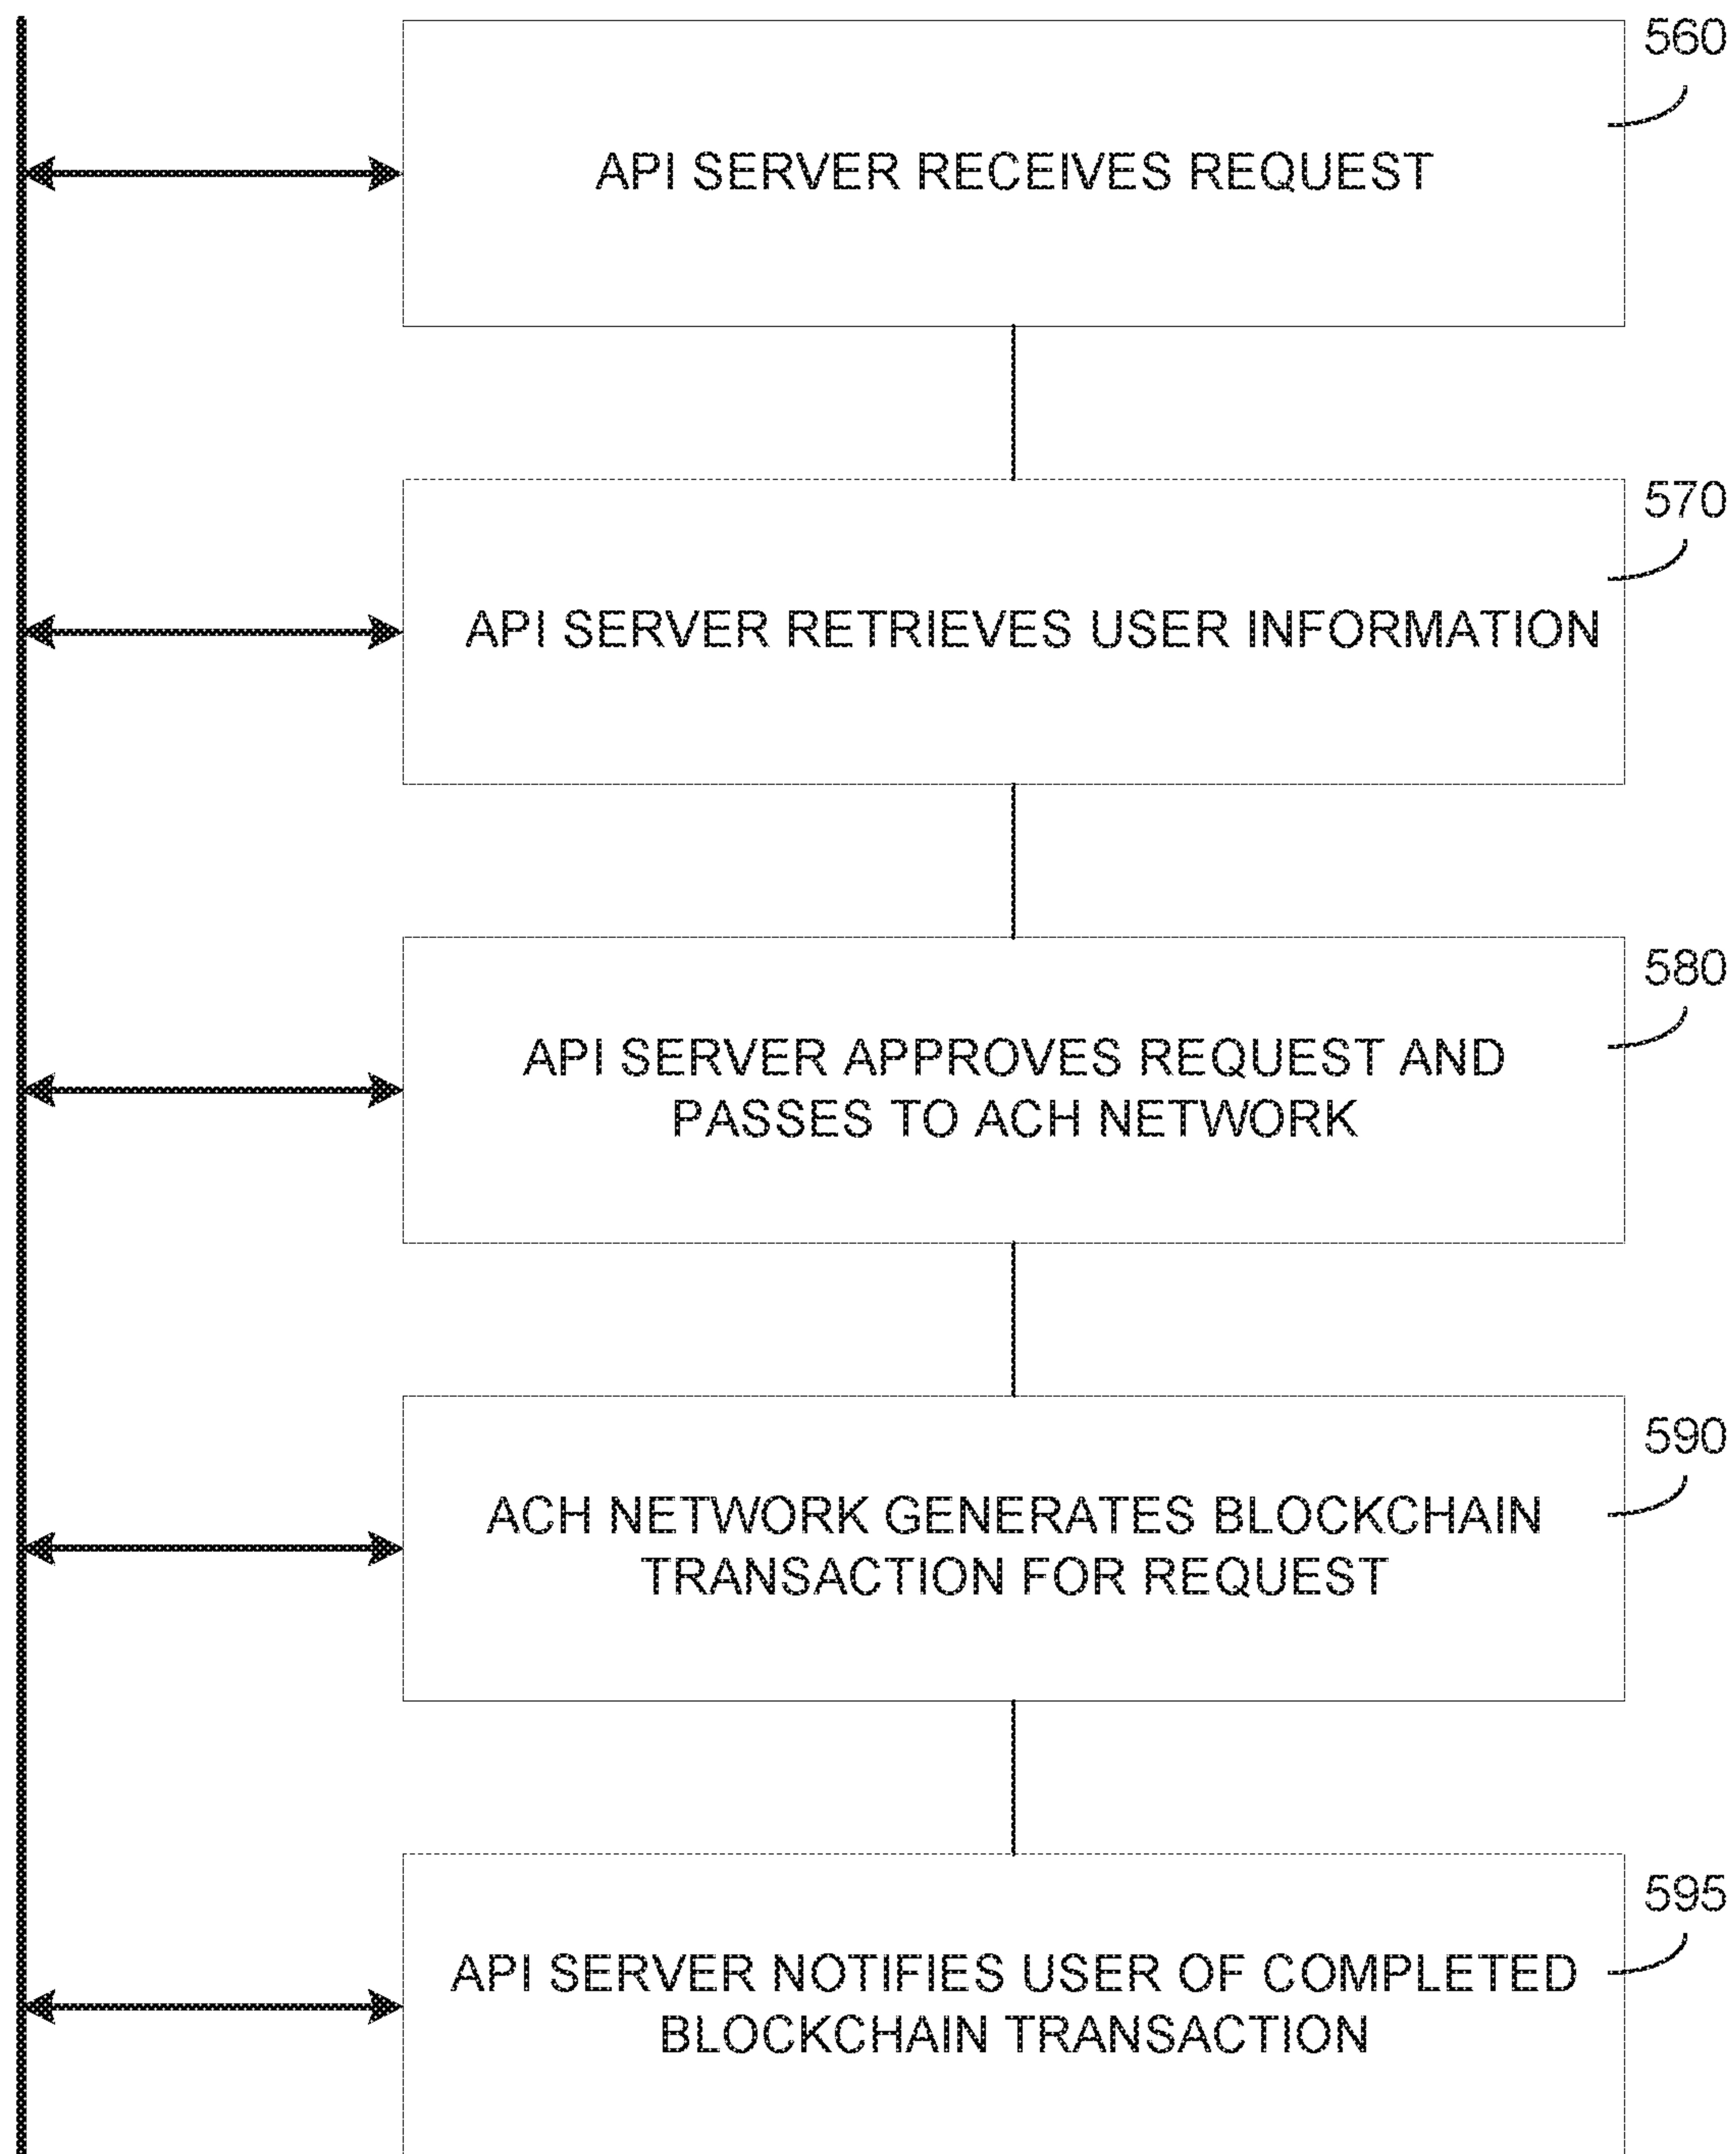 560
API SERVER RECEIVES REQUEST
570
API SERVER RETRIEVES USER INFORMATION
580
API SERVER APPROVES REQUEST AND
PASSES TO ACH NETWORK
590
ACH NETWORK GENERATES BLOCKCHAIN
TRANSACTION FOR REQUEST
595
API SERVER NOTIFIES USER OF COMPLETED
BLOCKCHAIN TRANSACTION